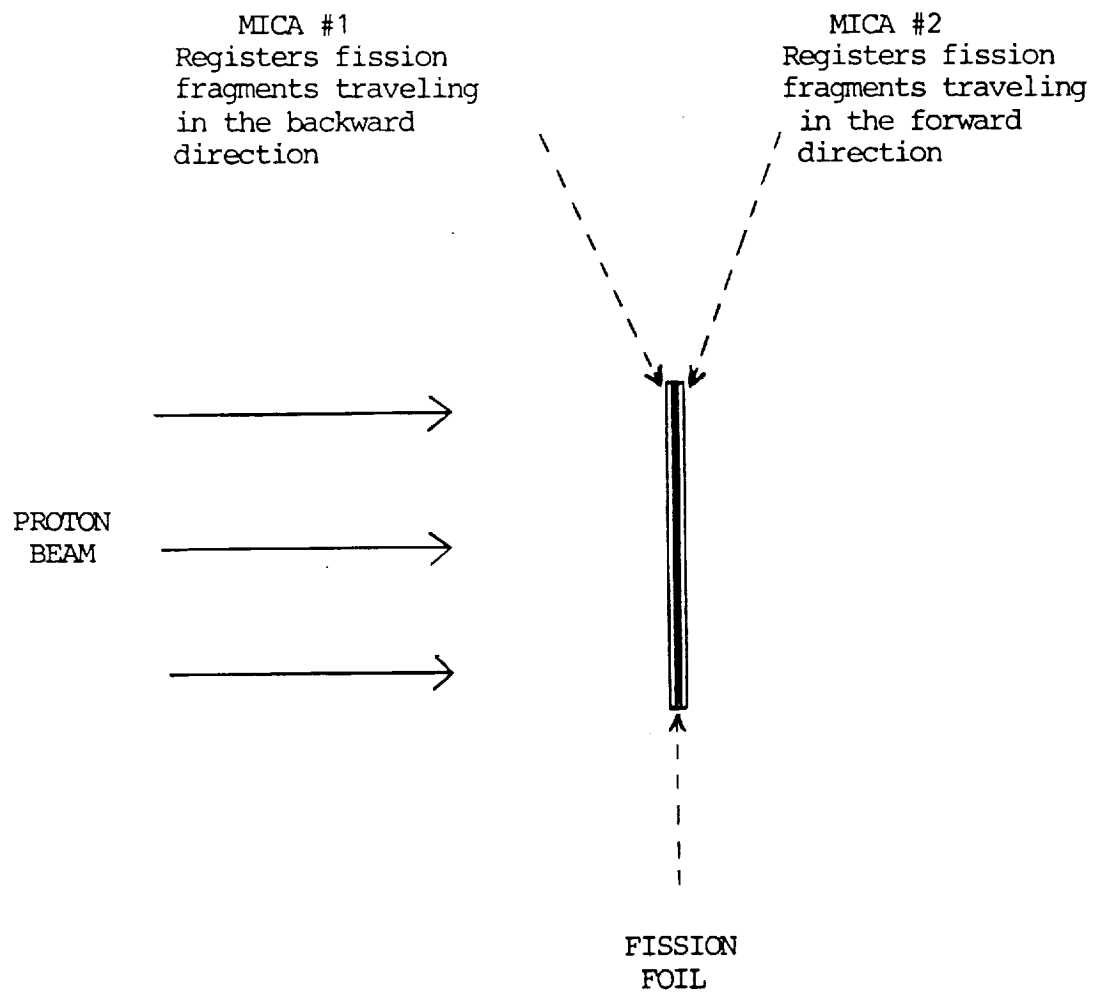 MICA #1
Registers fission
fragments traveling
in the backward
direction
MICA #2
Registers fission
fragments traveling
in the forward
direction
PROTON
BEAM
FISSION
FOIL